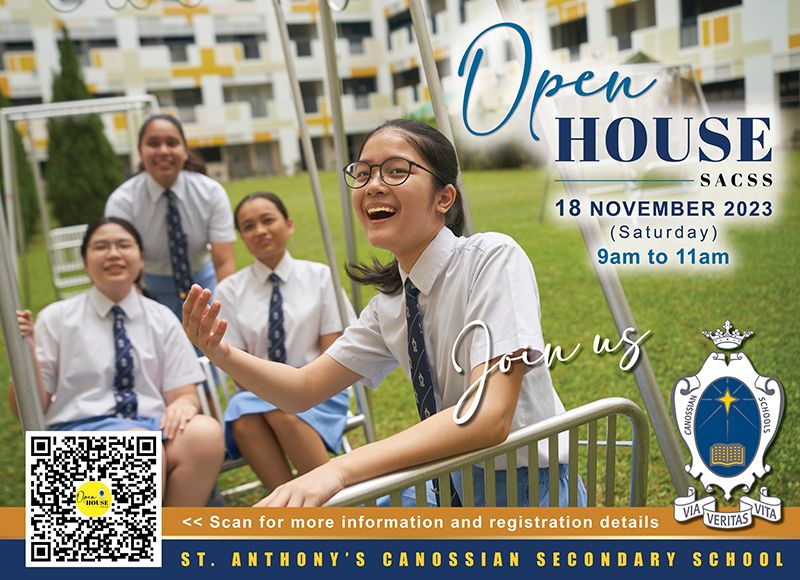 Open
HOUSE
SACSS
18 NOVEMBER 2023
(Saturday)
9am to 11am
Join us
CANOSSIAN SCHOOLS
VIA VERITAS VITA
Open
HOUSE
<< Scan for more information and registration details
ST. ANTHONY'S CANOSSIAN SECONDARY SCHOOL